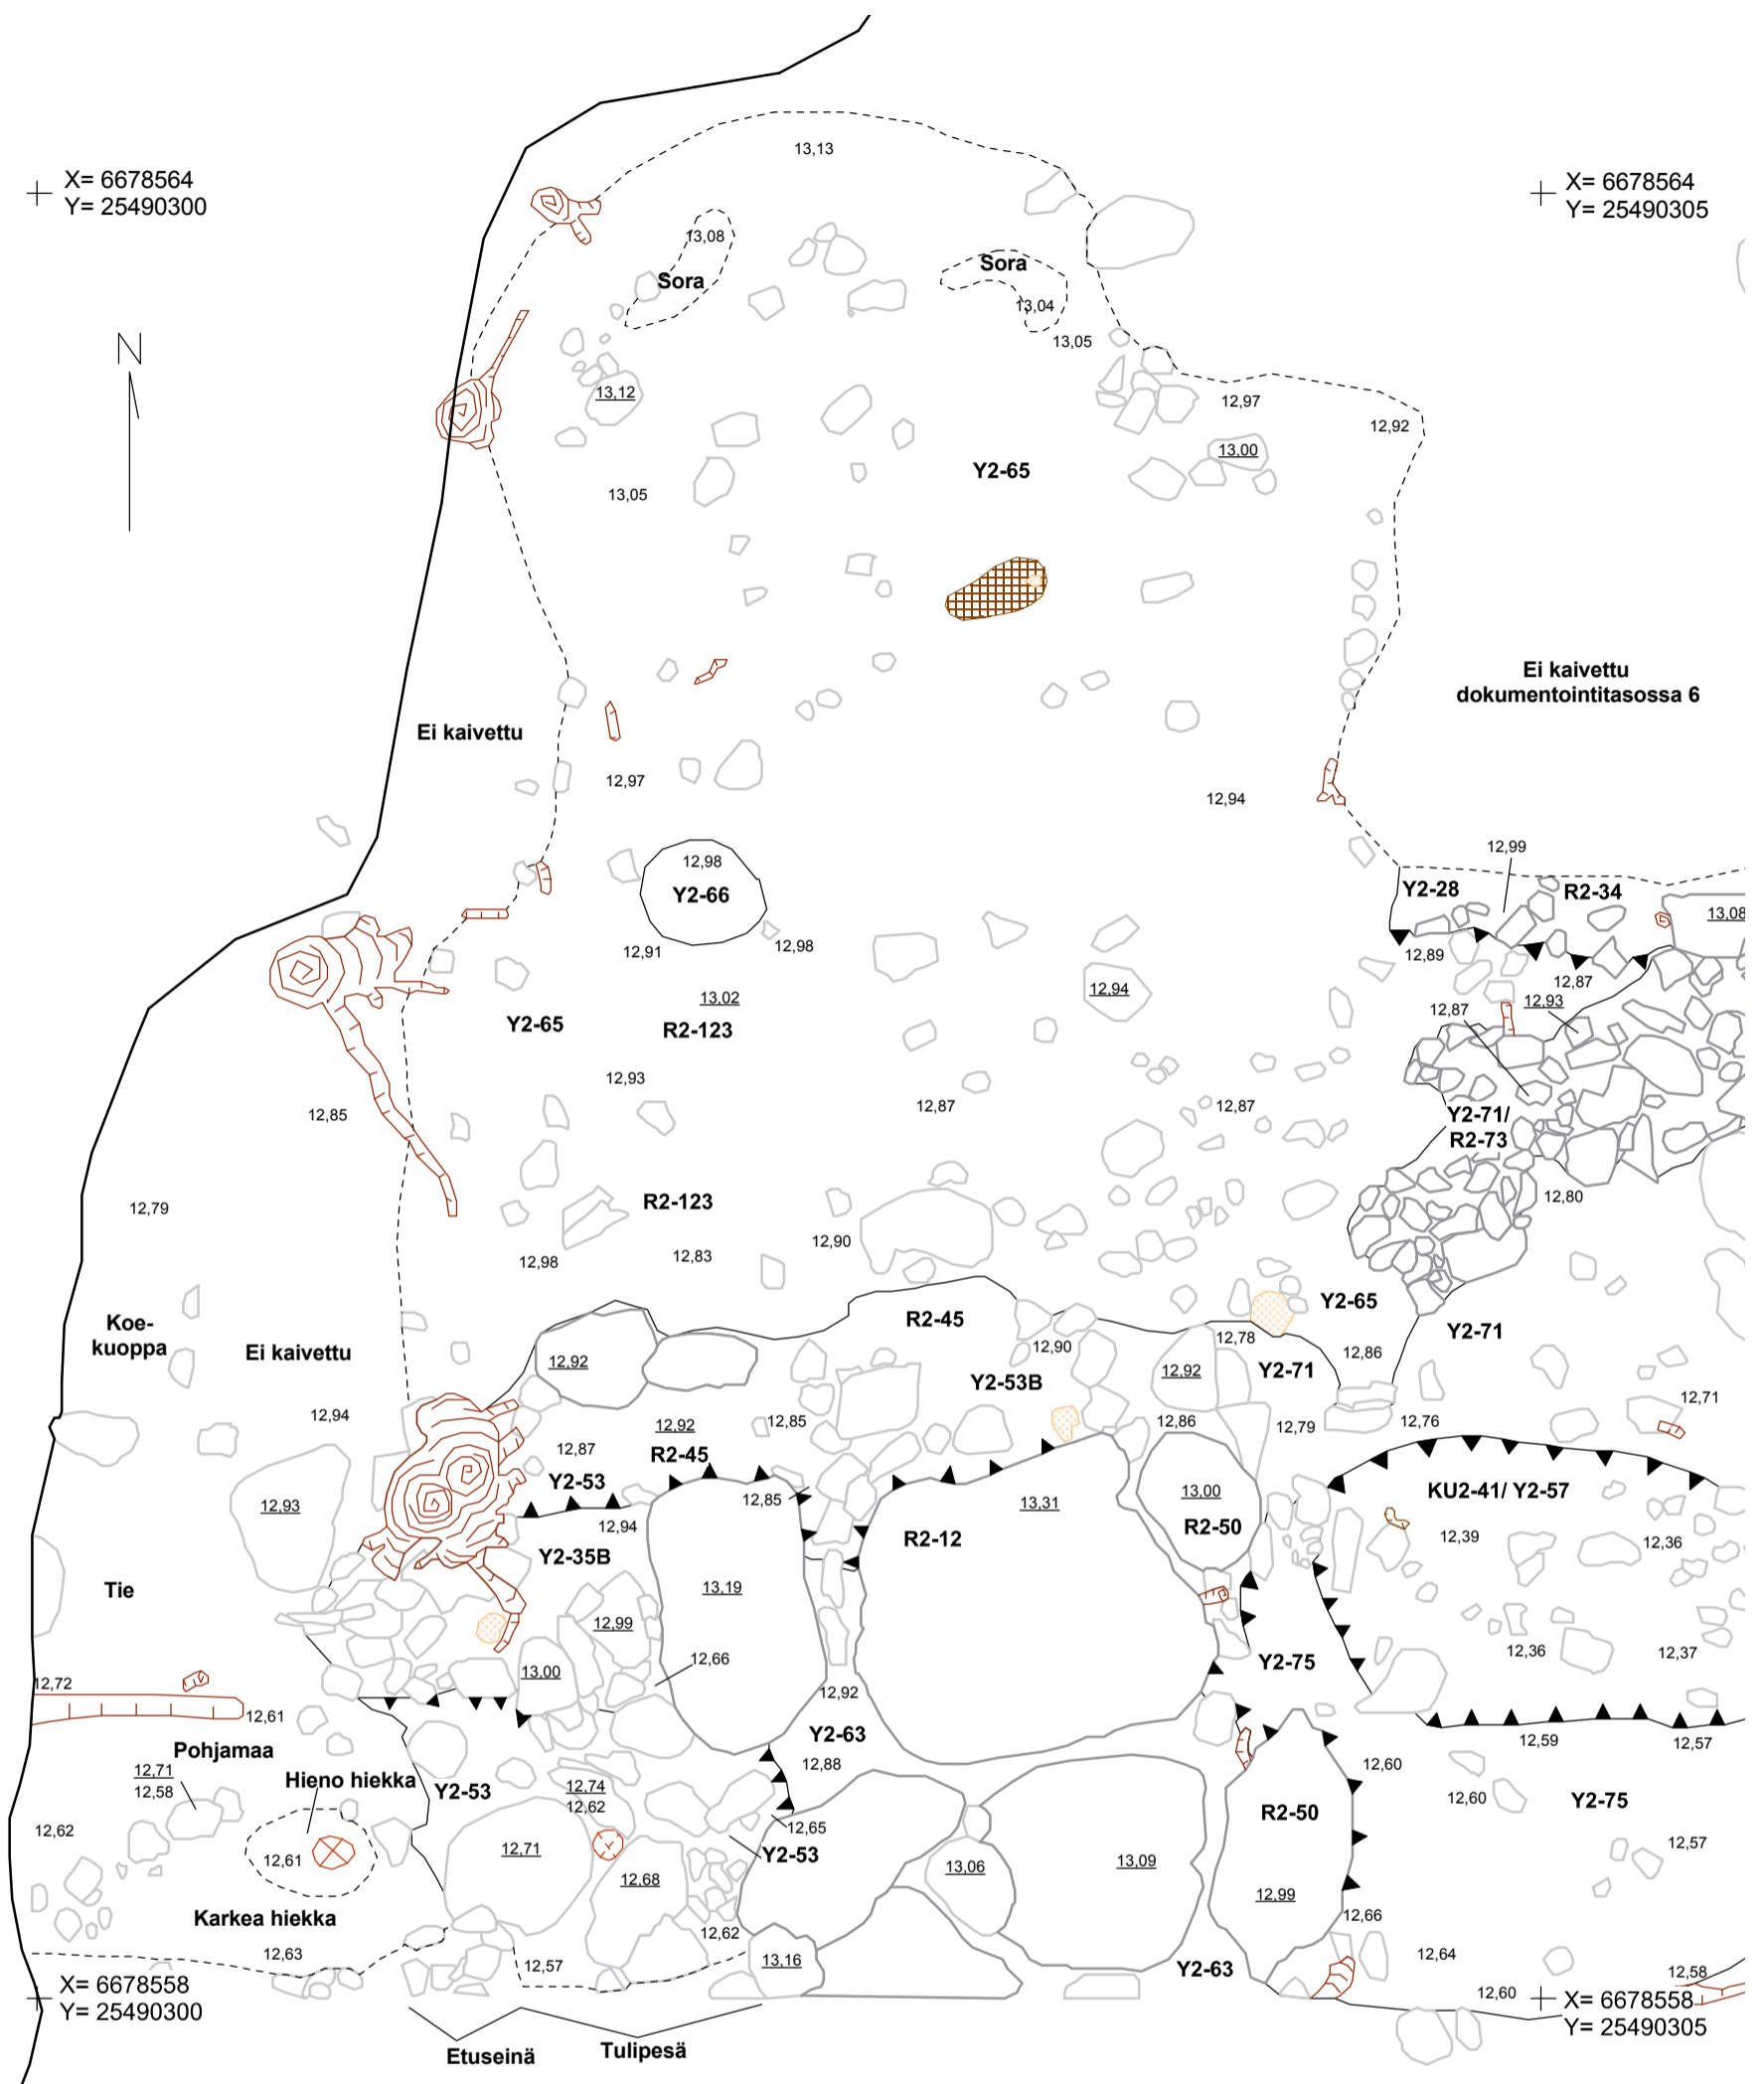 13,13
X= 6678564
Y= 25490300
X= 6678564
Y= 25490305
13,08
Sora
Sora
13,04
13,05
N
13,12
12,97
12,92
13,00
Y2-65
13,05
Ei kaivettu
dokumentointitasossa 6
Ei kaivettu
12,97
12,94
12,99
12,98
Y2-66
Y2-28
R2-34
13,08
12,91
12,98
12,89
12,87
12,94
13,02
12,93
12,87
Y2-65
R2-123
12,93
12,85
12,87
12,87
Y2-71/
R2-73
12,79
R2-123
12,80
12,90
12,98
12,83
Y2-65
R2-45
Koe-
kuoppa
Y2-71
12,78
12,90
Ei kaivettu
12,86
12,92
12,92
Y2-71
Y2-53B
12,71
12,94
12,92
12,85
12,86
12,79
12,76
12,87
R2-45
Y2-53
KU2-41/ Y2-57
12,93
12,85
13,31
13,00
12,94
R2-50
R2-12
12,39
12,36
Y2-35B
Tie
13,19
12,99
12,36
12,37
12,66
Y2-75
13,00
12,72
12,92
12,61
Y2-63
12,59
12,57
Pohjamaa
12,71
12,58
Hieno hiekka
12,88
12,60
Y2-53
12,74
12,62
12,60
Y2-75
R2-50
12,62
12,65
12,57
12,71
Y2-53
12,61
13,06
13,09
12,68
12,99
Karkea hiekka
12,66
12,62
12,63
12,64
12,57
13,16
Y2-63
12,58
X= 6678558
Y= 25490300
12,60
X= 6678558
Y= 25490305
Etuseinä
Tulipesä